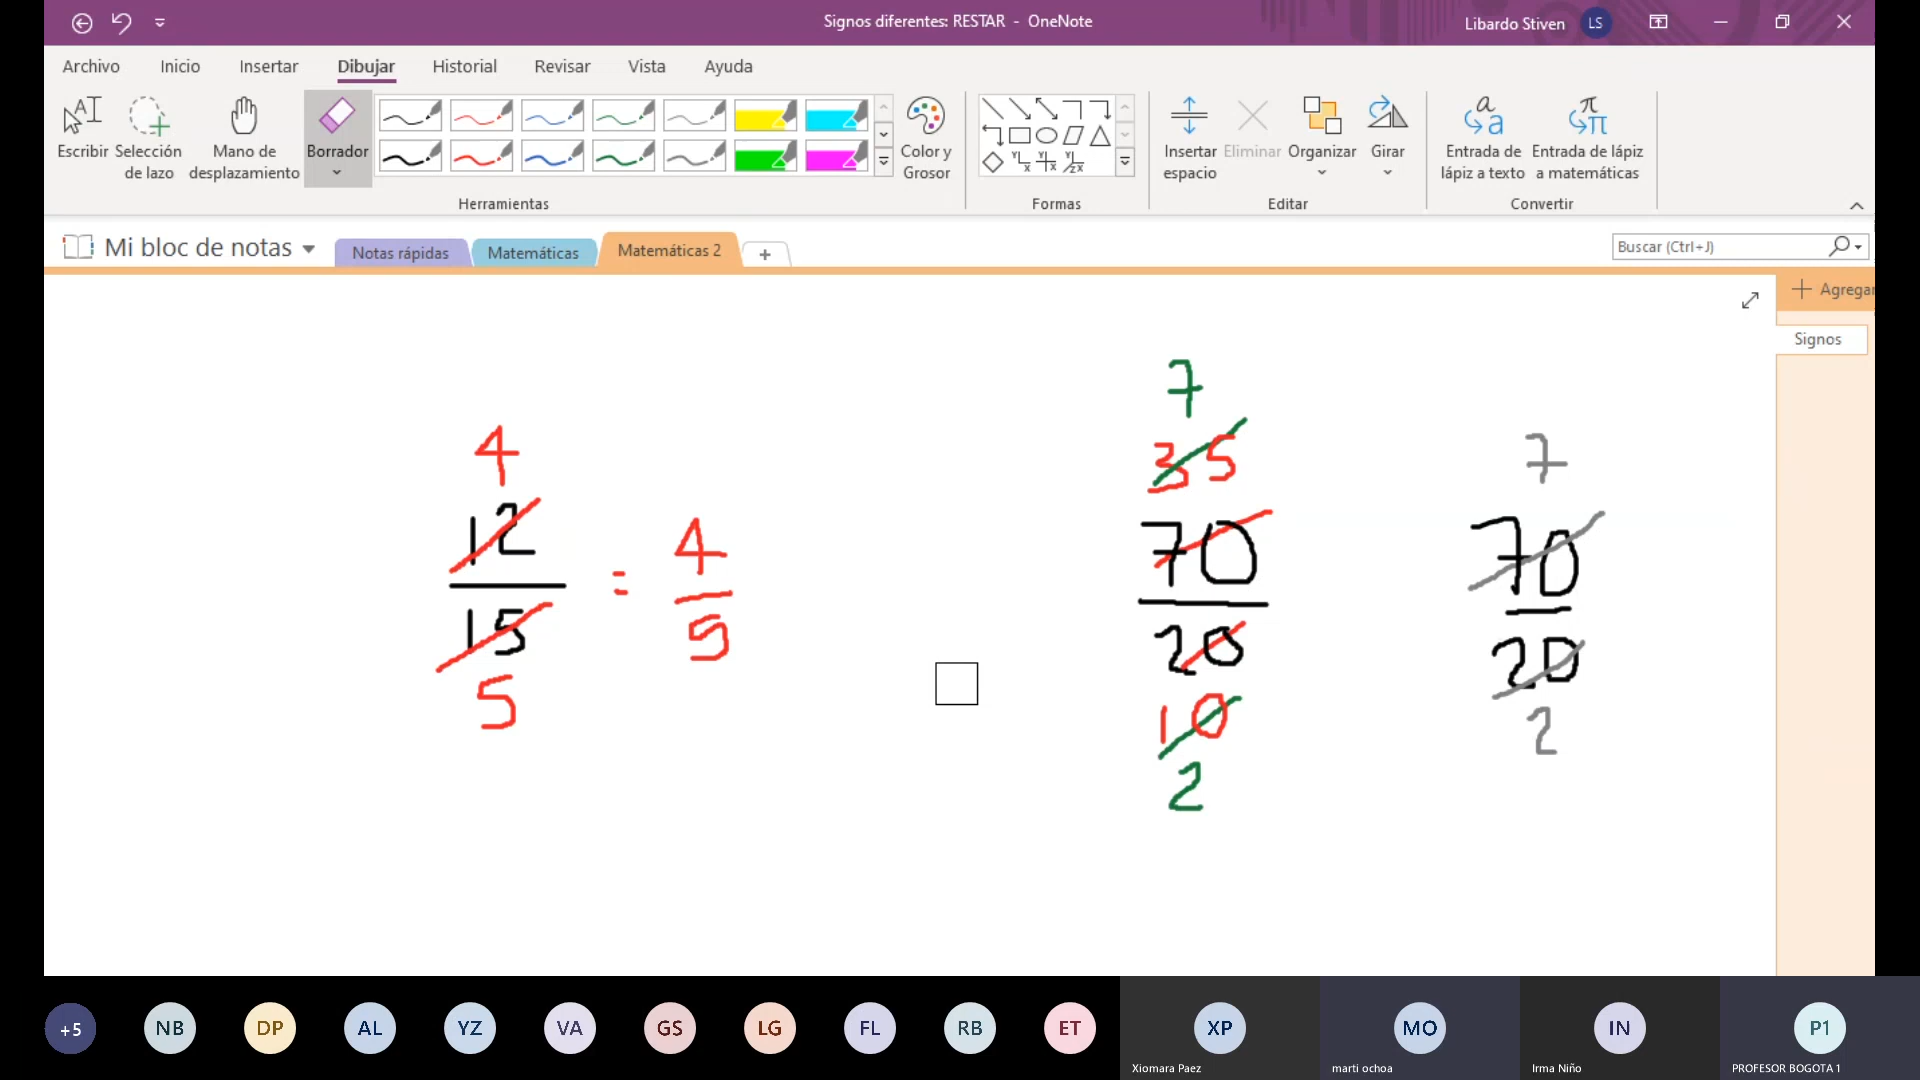 Signos diferentes: RESTAR - OneNote
Libardo Stiven LS
Archivo Inicio Insertar Dibujar Historial Revisar Vista Ayuda
Escribir
Selección de lazo
Mano de desplazamiento
Borrador
Color y Grosor
Herramientas
Formas
Insertar espacio
Eliminar
Organizar
Girar
Editar
a a
Entrada de lápiz a texto
π π
Entrada de lápiz a matemáticas
Convertir
Mi bloc de notas
Notas rápidas
Matemáticas
Matemáticas 2
Buscar (Ctrl+J)
Agregar
Signos
4
12
15
5
=
4
5
7
35
70
20
10
2
7
70
20
2
+5 NB DP AL YZ VA GS LG FL RB ET XP MO IN P1
Xiomara Paez
marti ochoa
Irma Niño
PROFESOR BOGOTA 1